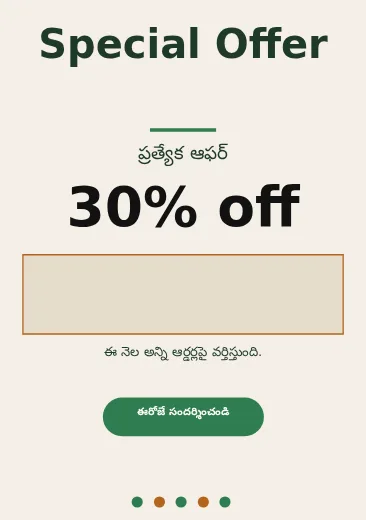 Special Offer
ప్రత్యేక ఆఫర్
30% off
ఈ నెల అన్ని ఆర్డర్లపై వర్తిస్తుంది.
ఈరోజే సందర్శించండి